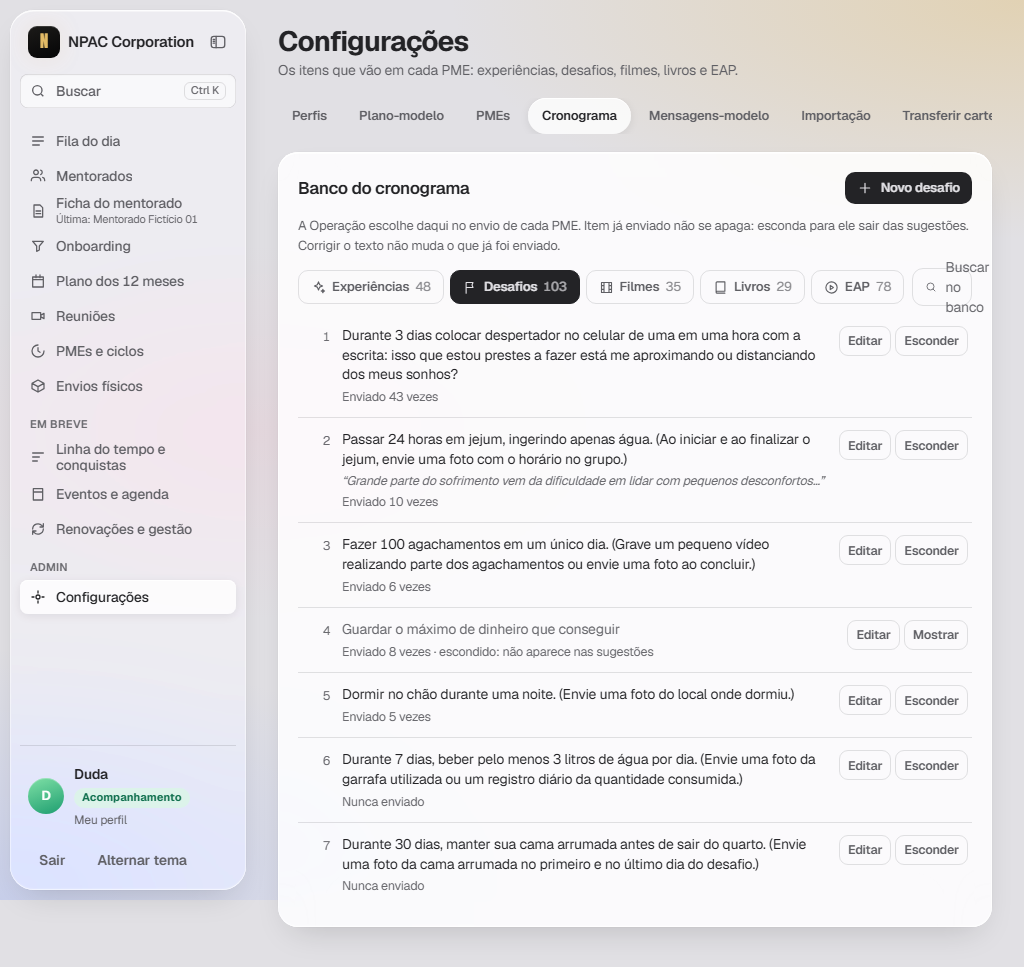 N
NPAC Corporation
Buscar
Ctrl K
Fila do dia
Mentorados
Ficha do mentorado
Última: Mentorado Fictício 01
Onboarding
Plano dos 12 meses
Reuniões
PMEs e ciclos
Envios físicos
EM BREVE
Linha do tempo e
conquistas
Eventos e agenda
Renovações e gestão
ADMIN
Configurações
D
Duda
Acompanhamento
Meu perfil
Sair
Alternar tema
Configurações
Os itens que vão em cada PME: experiências, desafios, filmes, livros e EAP.
Perfis
Plano-modelo
PMEs
Cronograma
Mensagens-modelo
Importação
Transferir carte
Banco do cronograma
Novo desafio
A Operação escolhe daqui no envio de cada PME. Item já enviado não se apaga: esconda para ele sair das sugestões.
Corrigir o texto não muda o que já foi enviado.
Experiências 48
Desafios 103
Filmes 35
Livros 29
EAP 78
Buscar
no
banco
1
Durante 3 dias colocar despertador no celular de uma em uma hora com a
escrita: isso que estou prestes a fazer está me aproximando ou distanciando
dos meus sonhos?
Enviado 43 vezes
Editar
Esconder
2
Passar 24 horas em jejum, ingerindo apenas água. (Ao iniciar e ao finalizar o
jejum, envie uma foto com o horário no grupo.)
“Grande parte do sofrimento vem da dificuldade em lidar com pequenos desconfortos...”
Enviado 10 vezes
Editar
Esconder
3
Fazer 100 agachamentos em um único dia. (Grave um pequeno vídeo
realizando parte dos agachamentos ou envie uma foto ao concluir.)
Enviado 6 vezes
Editar
Esconder
4
Guardar o máximo de dinheiro que conseguir
Enviado 8 vezes · escondido: não aparece nas sugestões
Editar
Mostrar
5
Dormir no chão durante uma noite. (Envie uma foto do local onde dormiu.)
Enviado 5 vezes
Editar
Esconder
6
Durante 7 dias, beber pelo menos 3 litros de água por dia. (Envie uma foto da
garrafa utilizada ou um registro diário da quantidade consumida.)
Nunca enviado
Editar
Esconder
7
Durante 30 dias, manter sua cama arrumada antes de sair do quarto. (Envie
uma foto da cama arrumada no primeiro e no último dia do desafio.)
Nunca enviado
Editar
Esconder